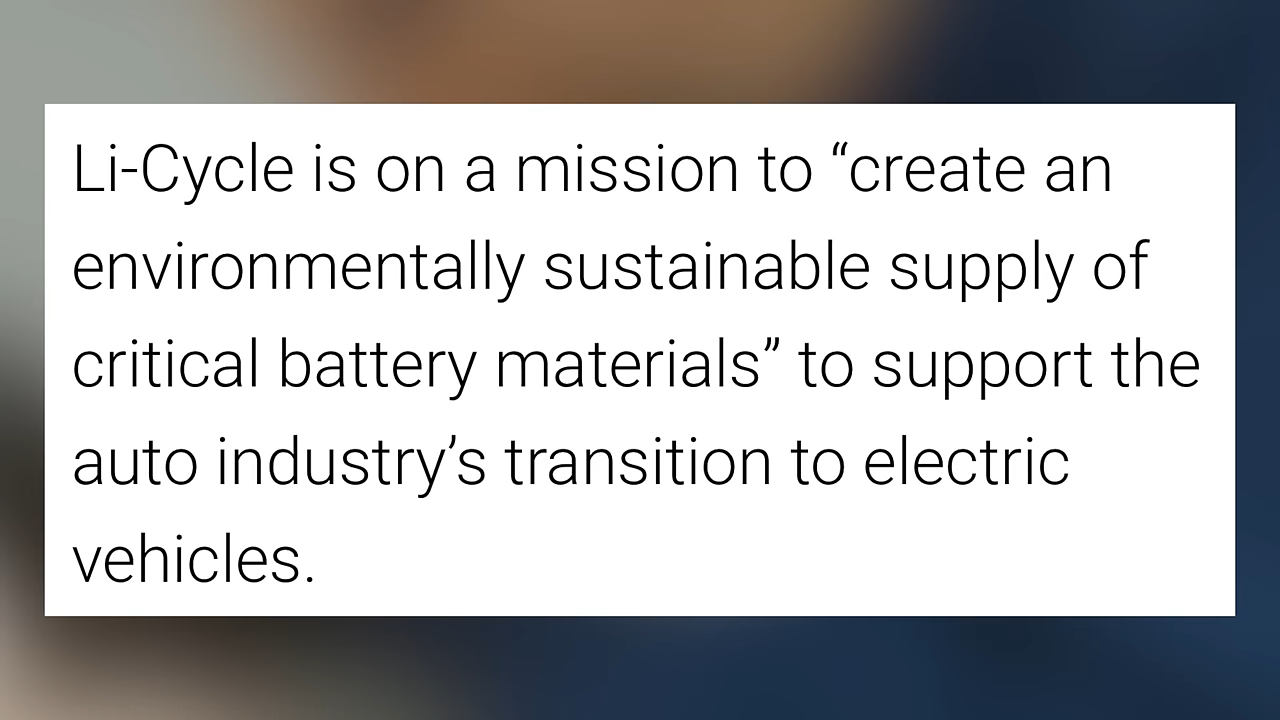 Li-Cycle is on a mission to “create an
environmentally sustainable supply of
critical battery materials” to support the
auto industry’s transition to electric
vehicles.